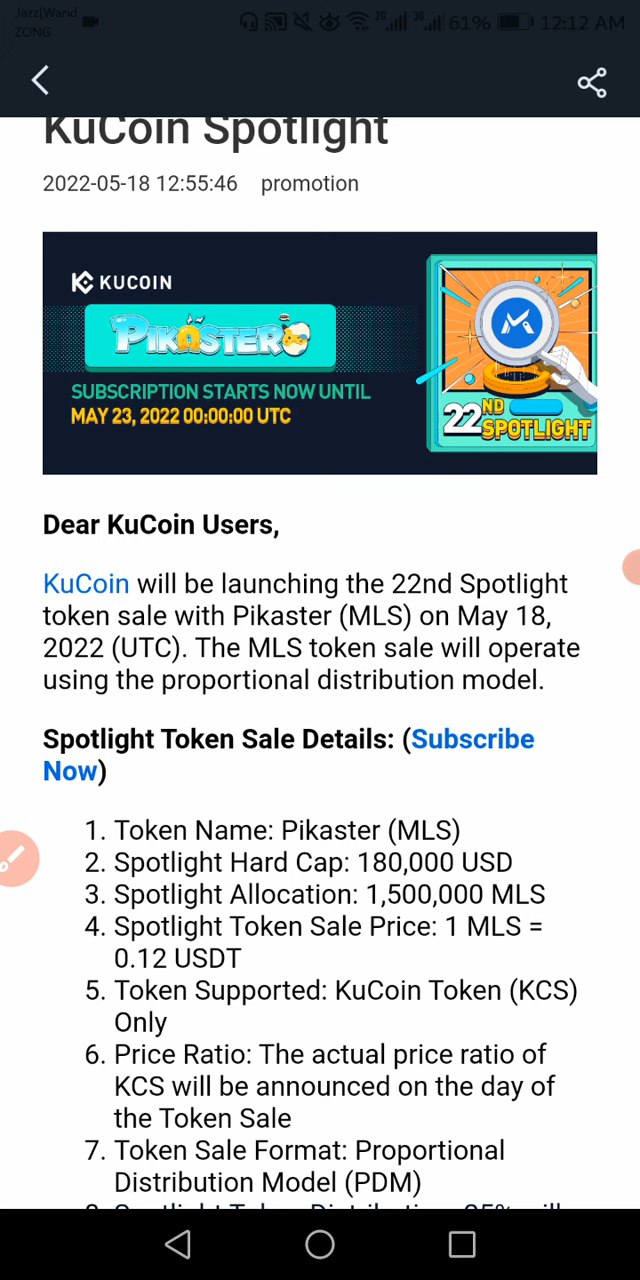 Jazz|Warid
ZONG
2G
3G
61%
12:12 AM
KuCoin Spotlight
2022-05-18 12:55:46 promotion
KUCOIN
PIKASTER
SUBSCRIPTION STARTS NOW UNTIL
MAY 23, 2022 00:00:00 UTC
22ND
SPOTLIGHT
Dear KuCoin Users,
KuCoin will be launching the 22nd Spotlight
token sale with Pikaster (MLS) on May 18,
2022 (UTC). The MLS token sale will operate
using the proportional distribution model.
Spotlight Token Sale Details: (Subscribe
Now)
1. Token Name: Pikaster (MLS)
2. Spotlight Hard Cap: 180,000 USD
3. Spotlight Allocation: 1,500,000 MLS
4. Spotlight Token Sale Price: 1 MLS =
0.12 USDT
5. Token Supported: KuCoin Token (KCS)
Only
6. Price Ratio: The actual price ratio of
KCS will be announced on the day of
the Token Sale
7. Token Sale Format: Proportional
Distribution Model (PDM)